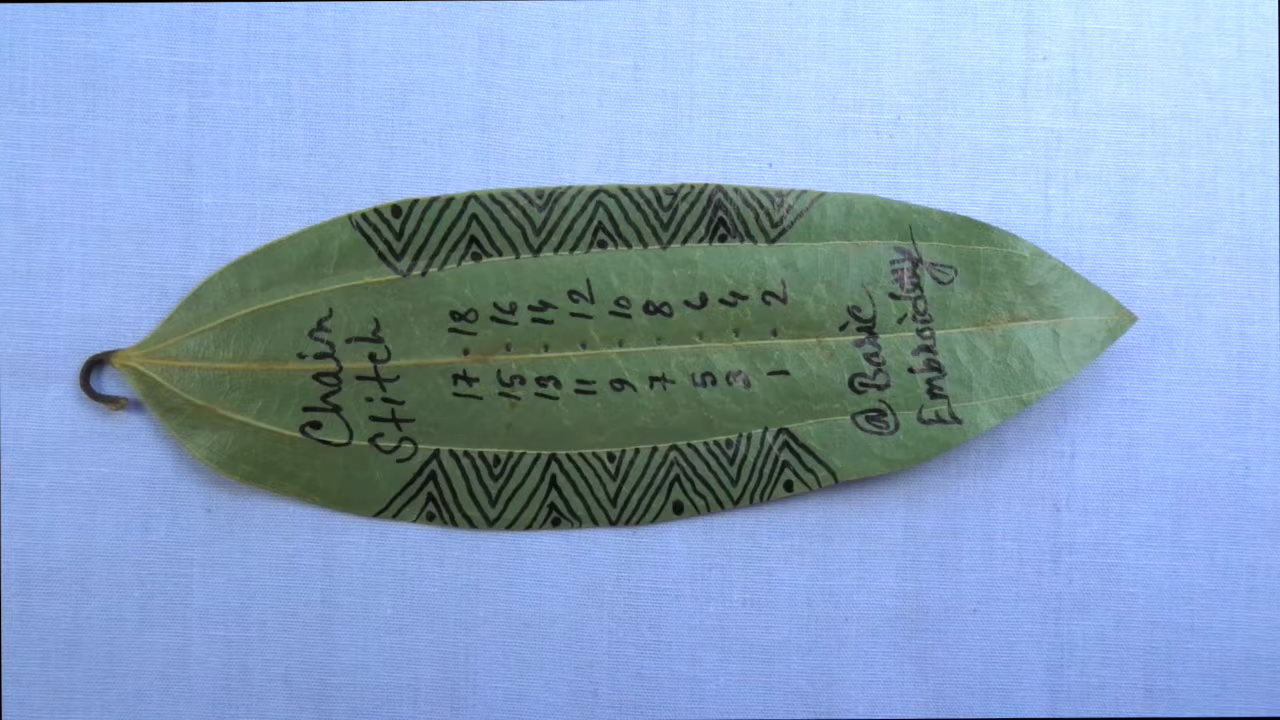 Chain
Stitch
17 . 18
15 . 16
13 . 14
11 . 12
9 . 10
7 . 8
5 . 6
3 . 4
1 . 2
@Basic
Embroidery